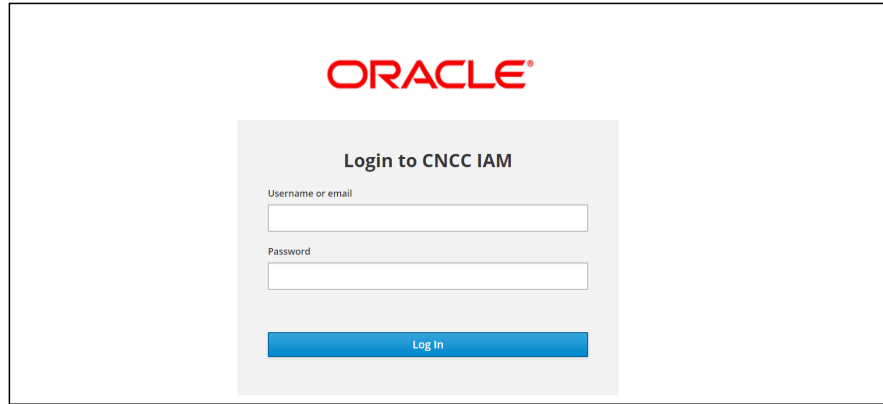 ORACLE®
Login to CNCC IAM
Username or email
Password
Log In